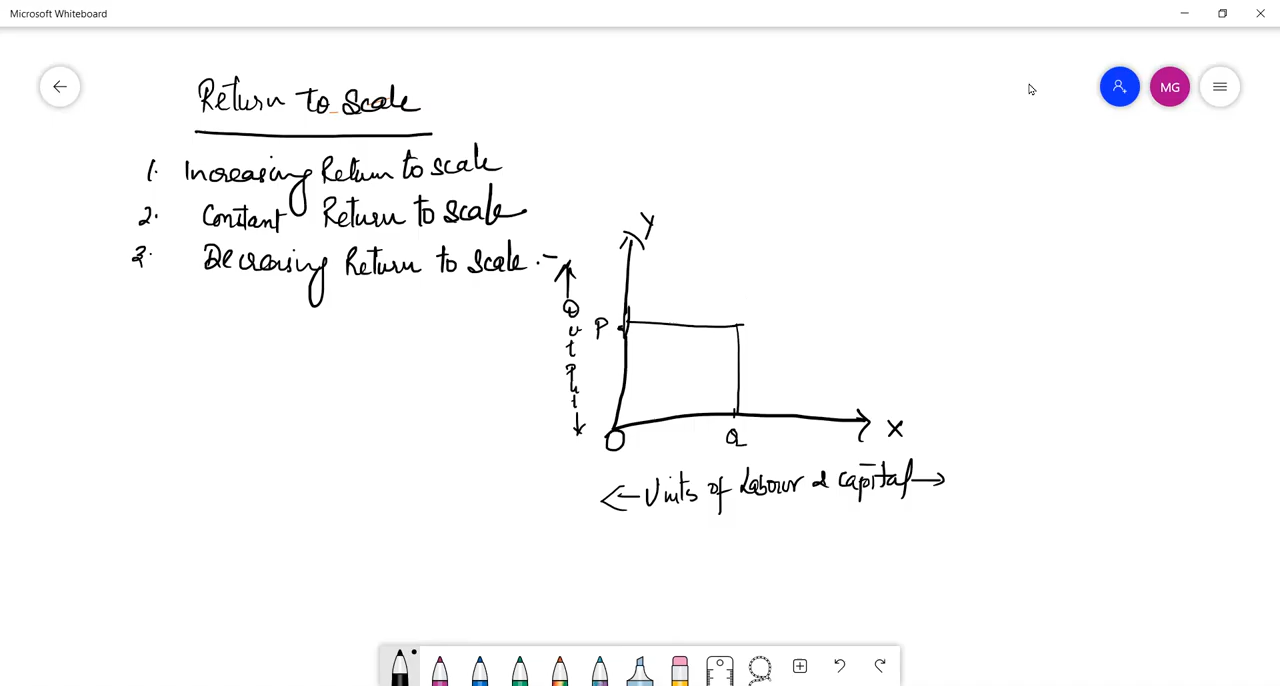 Microsoft Whiteboard
MG
Return to scale
1. Increasing Return to scale
2. Constant Return to scale
3. Decreasing Return to scale :-
Y
Output
P
O
Q
X
Units of Labour & capital